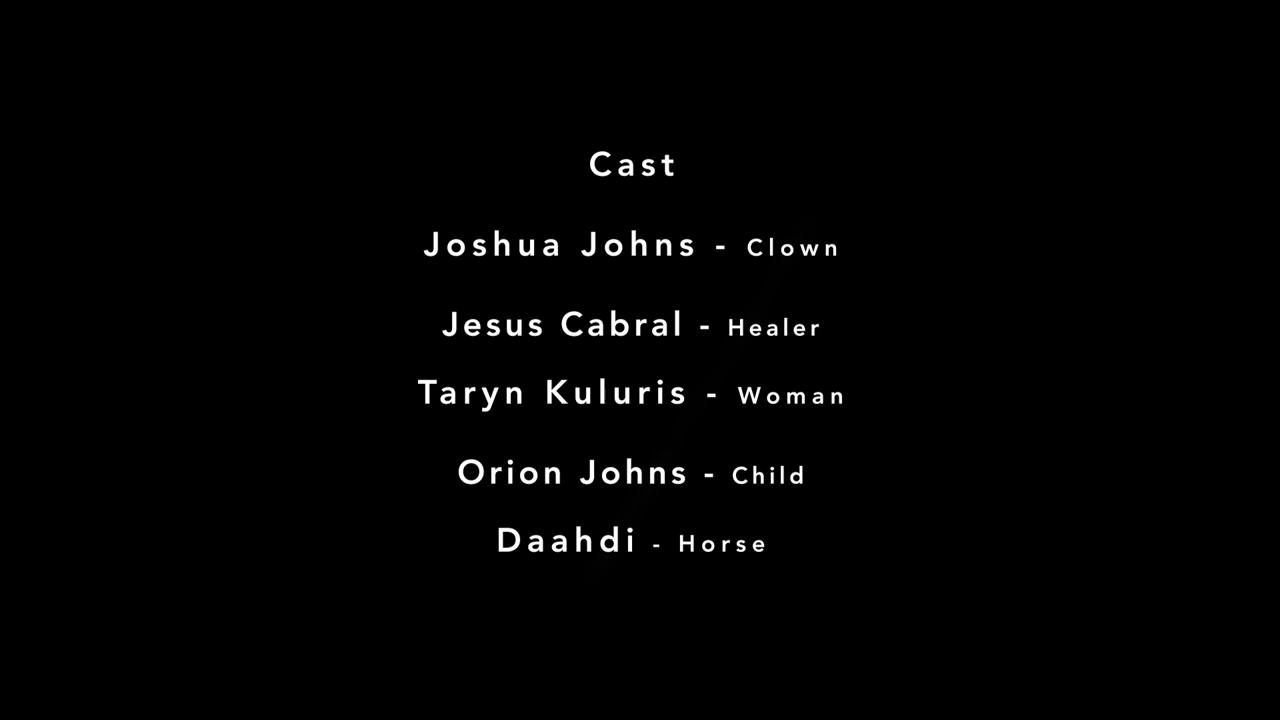 Cast
Joshua Johns - Clown
Jesus Cabral - Healer
Taryn Kuluris - Woman
Orion Johns - Child
Daahdi - Horse